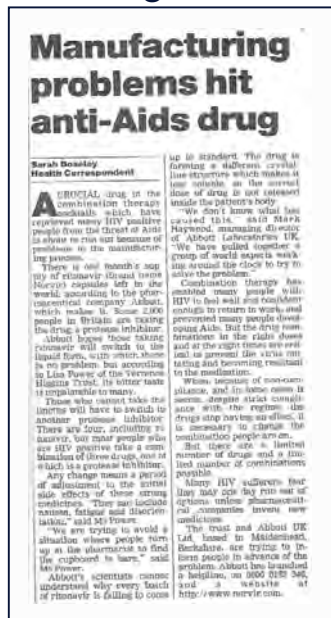 Manufacturing
problems hit
anti-Aids drug
Sarah Boseley
Health Correspondent
A CRUCIAL drug in the
combination therapy
cocktails which have
reprieved many HIV positive
people from the threat of Aids
is about to run out because of
problems in the manufactur-
ing process.
There is one month's sup-
ply of ritonavir (brand name
Norvir) capsules left in the
world, according to the phar-
maceutical company Abbott,
which makes it. Some 2,000
people in Britain are taking
the drug, a protease inhibitor.
Abbott hopes those taking
ritonavir will switch to the
liquid form, with which there
is no problem, but according
to Lisa Power of the Terrence
Higgins Trust, its bitter taste
is unpalatable to many.
Those who cannot take the
will have to switch to
another protease inhibitor.
There are four, including ri-
tonavir, but most people who
are HIV positive take a com-
bination of three drugs, one of
which is a protease inhibitor.
Any change means a period
of adjustment to the initial
side effects of these strong
medicines. "They can include
nausea, fatigue and disorien-
tation," said Ms Power.
"We are trying to avoid a
situation where people turn
up at the pharmacist to find
the cupboard is bare," said
Ms Power.
Abbott's scientists cannot
understand why every batch
of ritonavir is failing to come
up to standard. The drug is
forming a different crystal-
line structure which makes it
less soluble, so the correct
dose of drug is not released
inside the patient's body.
"We don't know what has
caused this," said Mark
Haywood, managing director
of Abbott Laboratories UK.
"We have pulled together a
group of world experts work-
ing around the clock to try to
solve the problem."
Combination therapy has
enabled many people with
HIV to feel well and confident
enough to return to work, and
prevented many people devel-
oping Aids. But the drug com-
binations in the right doses
and at the right times are cru-
cial to prevent the virus mu-
tating and becoming resistant
to the medication.
When, because of non-com-
pliance, and in some cases it
seems, despite strict compli-
ance with the regime, the
drugs stop having an effect, it
is necessary to change the
combination people are on.
But there are a limited
number of drugs and a lim-
ited number of combinations
possible.
Many HIV sufferers fear
they may one day run out of
options unless pharmaceuti-
cal companies invent new
medicines.
The trust and Abbott UK
Ltd, based in Maidenhead,
Berkshire, are trying to in-
form people in advance of the
problem. Abbott has launched
a helpline, on
and a website at
http://www.norvir.com.